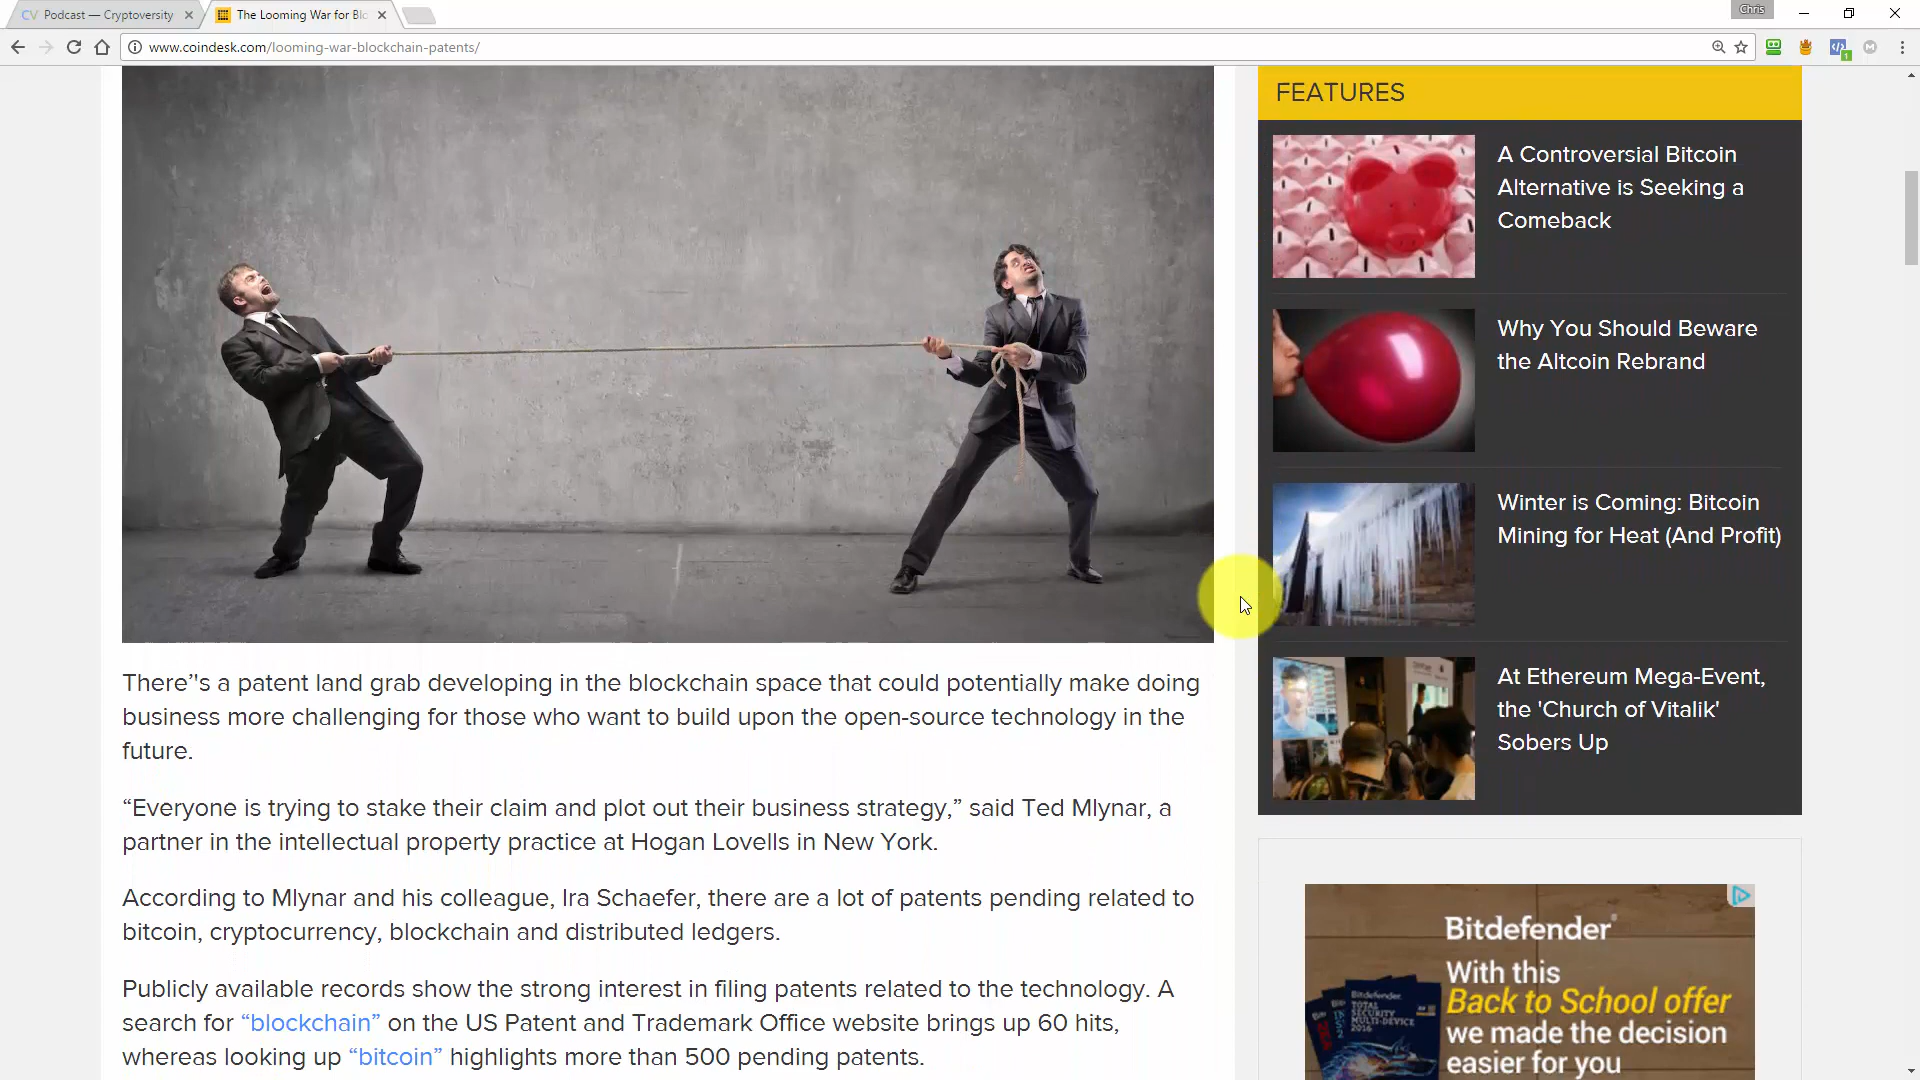 CV Podcast — Cryptoversity
The Looming War for Blo
Chris
www.coindesk.com/looming-war-blockchain-patents/
1
FEATURES
A Controversial Bitcoin
Alternative is Seeking a
Comeback
Why You Should Beware
the Altcoin Rebrand
Winter is Coming: Bitcoin
Mining for Heat (And Profit)
At Ethereum Mega-Event,
the 'Church of Vitalik'
Sobers Up
There’'s a patent land grab developing in the blockchain space that could potentially make doing
business more challenging for those who want to build upon the open-source technology in the
future.
“Everyone is trying to stake their claim and plot out their business strategy,” said Ted Mlynar, a
partner in the intellectual property practice at Hogan Lovells in New York.
According to Mlynar and his colleague, Ira Schaefer, there are a lot of patents pending related to
bitcoin, cryptocurrency, blockchain and distributed ledgers.
Publicly available records show the strong interest in filing patents related to the technology. A
search for “blockchain” on the US Patent and Trademark Office website brings up 60 hits,
whereas looking up “bitcoin” highlights more than 500 pending patents.
Bitdefender®
With this
Back to School offer
we made the decision
easier for you
Bitdefender
TOTAL
SECURITY
MULTI-DEVICE
2016